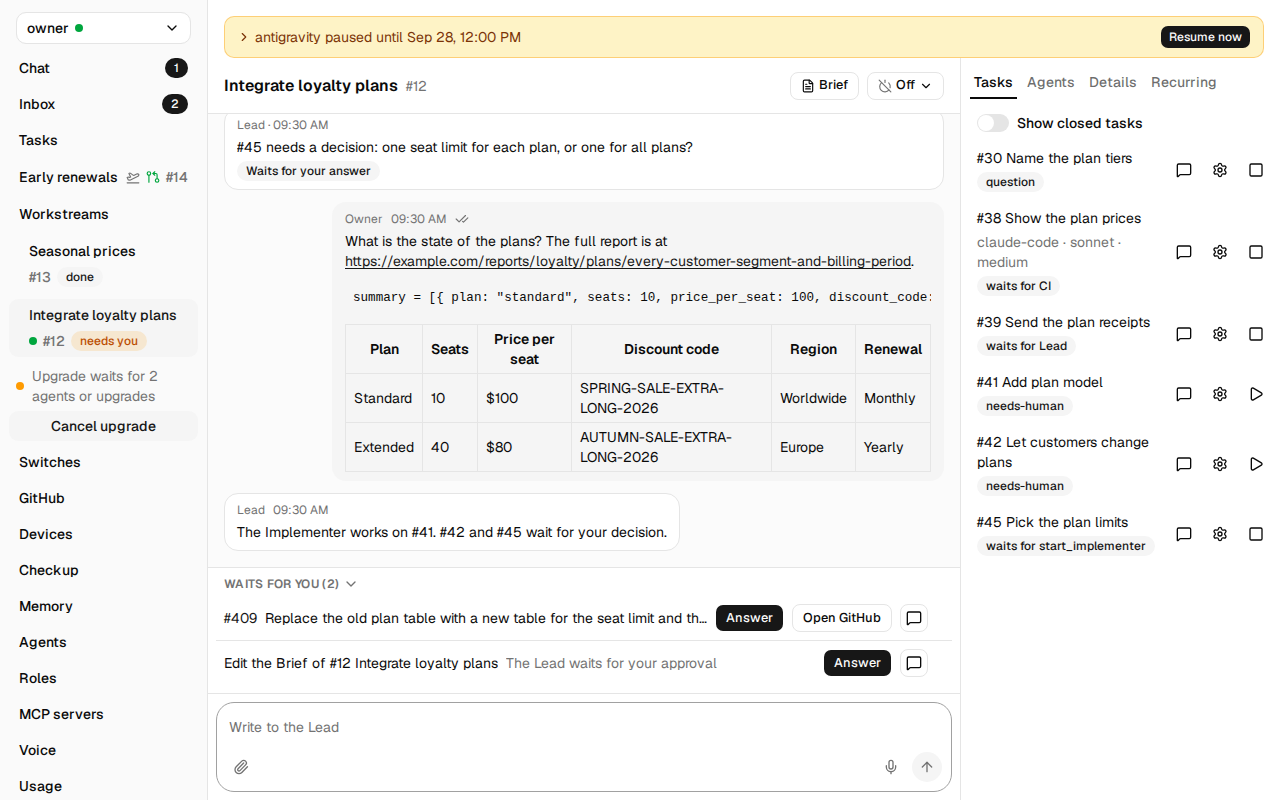 owner
Chat 1
Inbox 2
Tasks
Early renewals #14
Workstreams
Seasonal prices
#13 done
Integrate loyalty plans
#12 needs you
Upgrade waits for 2
agents or upgrades
Cancel upgrade
Switches
GitHub
Devices
Checkup
Memory
Agents
Roles
MCP servers
Voice
Usage
antigravity paused until Sep 28, 12:00 PM
Resume now
Integrate loyalty plans #12
Brief
Off
Lead · 09:30 AM
#45 needs a decision: one seat limit for each plan, or one for all plans?
Waits for your answer
Owner 09:30 AM
What is the state of the plans? The full report is at
https://example.com/reports/loyalty/plans/every-customer-segment-and-billing-period.
summary = [{ plan: "standard", seats: 10, price_per_seat: 100, discount_code:
Plan Seats Price per seat Discount code Region Renewal
Standard 10 $100 SPRING-SALE-EXTRA-LONG-2026 Worldwide Monthly
Extended 40 $80 AUTUMN-SALE-EXTRA-LONG-2026 Europe Yearly
Lead 09:30 AM
The Implementer works on #41. #42 and #45 wait for your decision.
WAITS FOR YOU (2)
#409 Replace the old plan table with a new table for the seat limit and th…
Answer
Open GitHub
Edit the Brief of #12 Integrate loyalty plans The Lead waits for your approval
Answer
Write to the Lead
Tasks Agents Details Recurring
Show closed tasks
#30 Name the plan tiers
question
#38 Show the plan prices
claude-code · sonnet ·
medium
waits for CI
#39 Send the plan receipts
waits for Lead
#41 Add plan model
needs-human
#42 Let customers change
plans
needs-human
#45 Pick the plan limits
waits for start_implementer